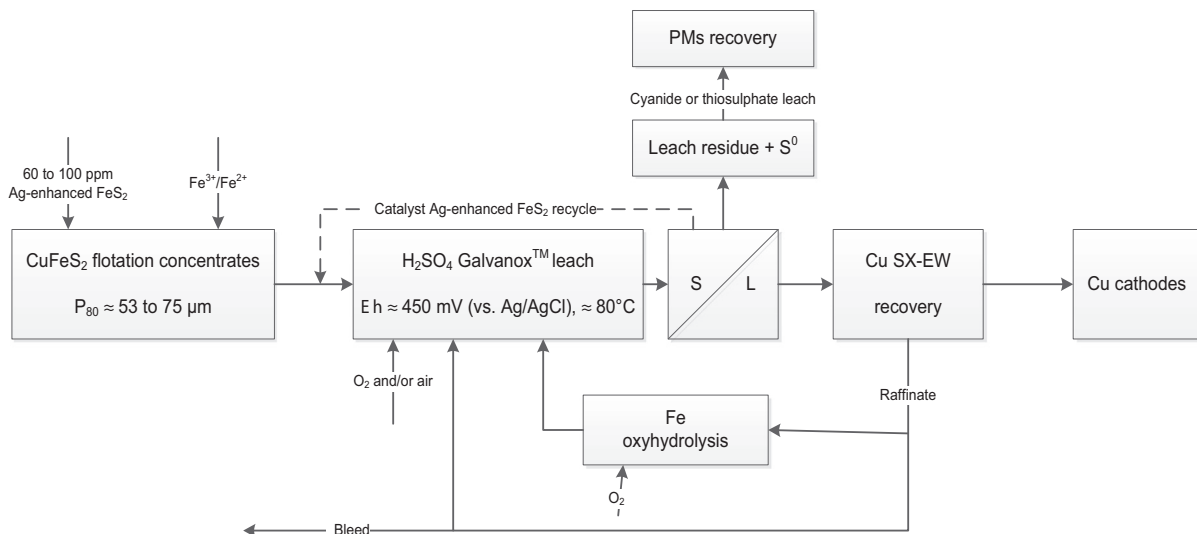 PMs recovery
Cyanide or thiosulphate leach
Leach residue + S⁰
60 to 100 ppm
Ag-enhanced FeS₂
Fe³⁺/Fe²⁺
Catalyst Ag-enhanced FeS₂ recycle
CuFeS₂ flotation concentrates
P₈₀ ≈ 53 to 75 µm
H₂SO₄ Galvanox™ leach
Eh ≈ 450 mV (vs. Ag/AgCl), ≈ 80°C
S
L
Cu SX-EW
recovery
Cu cathodes
O₂ and/or air
Raffinate
Fe
oxyhydrolysis
O₂
Bleed